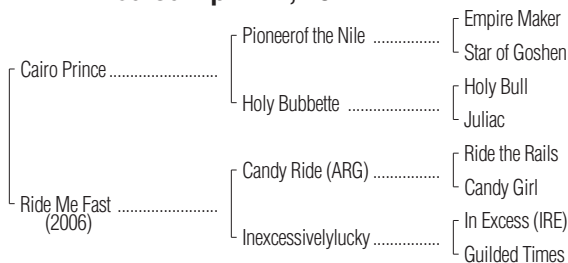 Empire Maker
Pioneerof the Nile ................
Star of Goshen
Cairo Prince ..........................
Holy Bull
Holy Bubbette ......................
Juliac
Ride the Rails
Candy Ride (ARG) ................
Candy Girl
Ride Me Fast ........................
(2006)
In Excess (IRE)
Inexcessivelylucky ................
Guilded Times